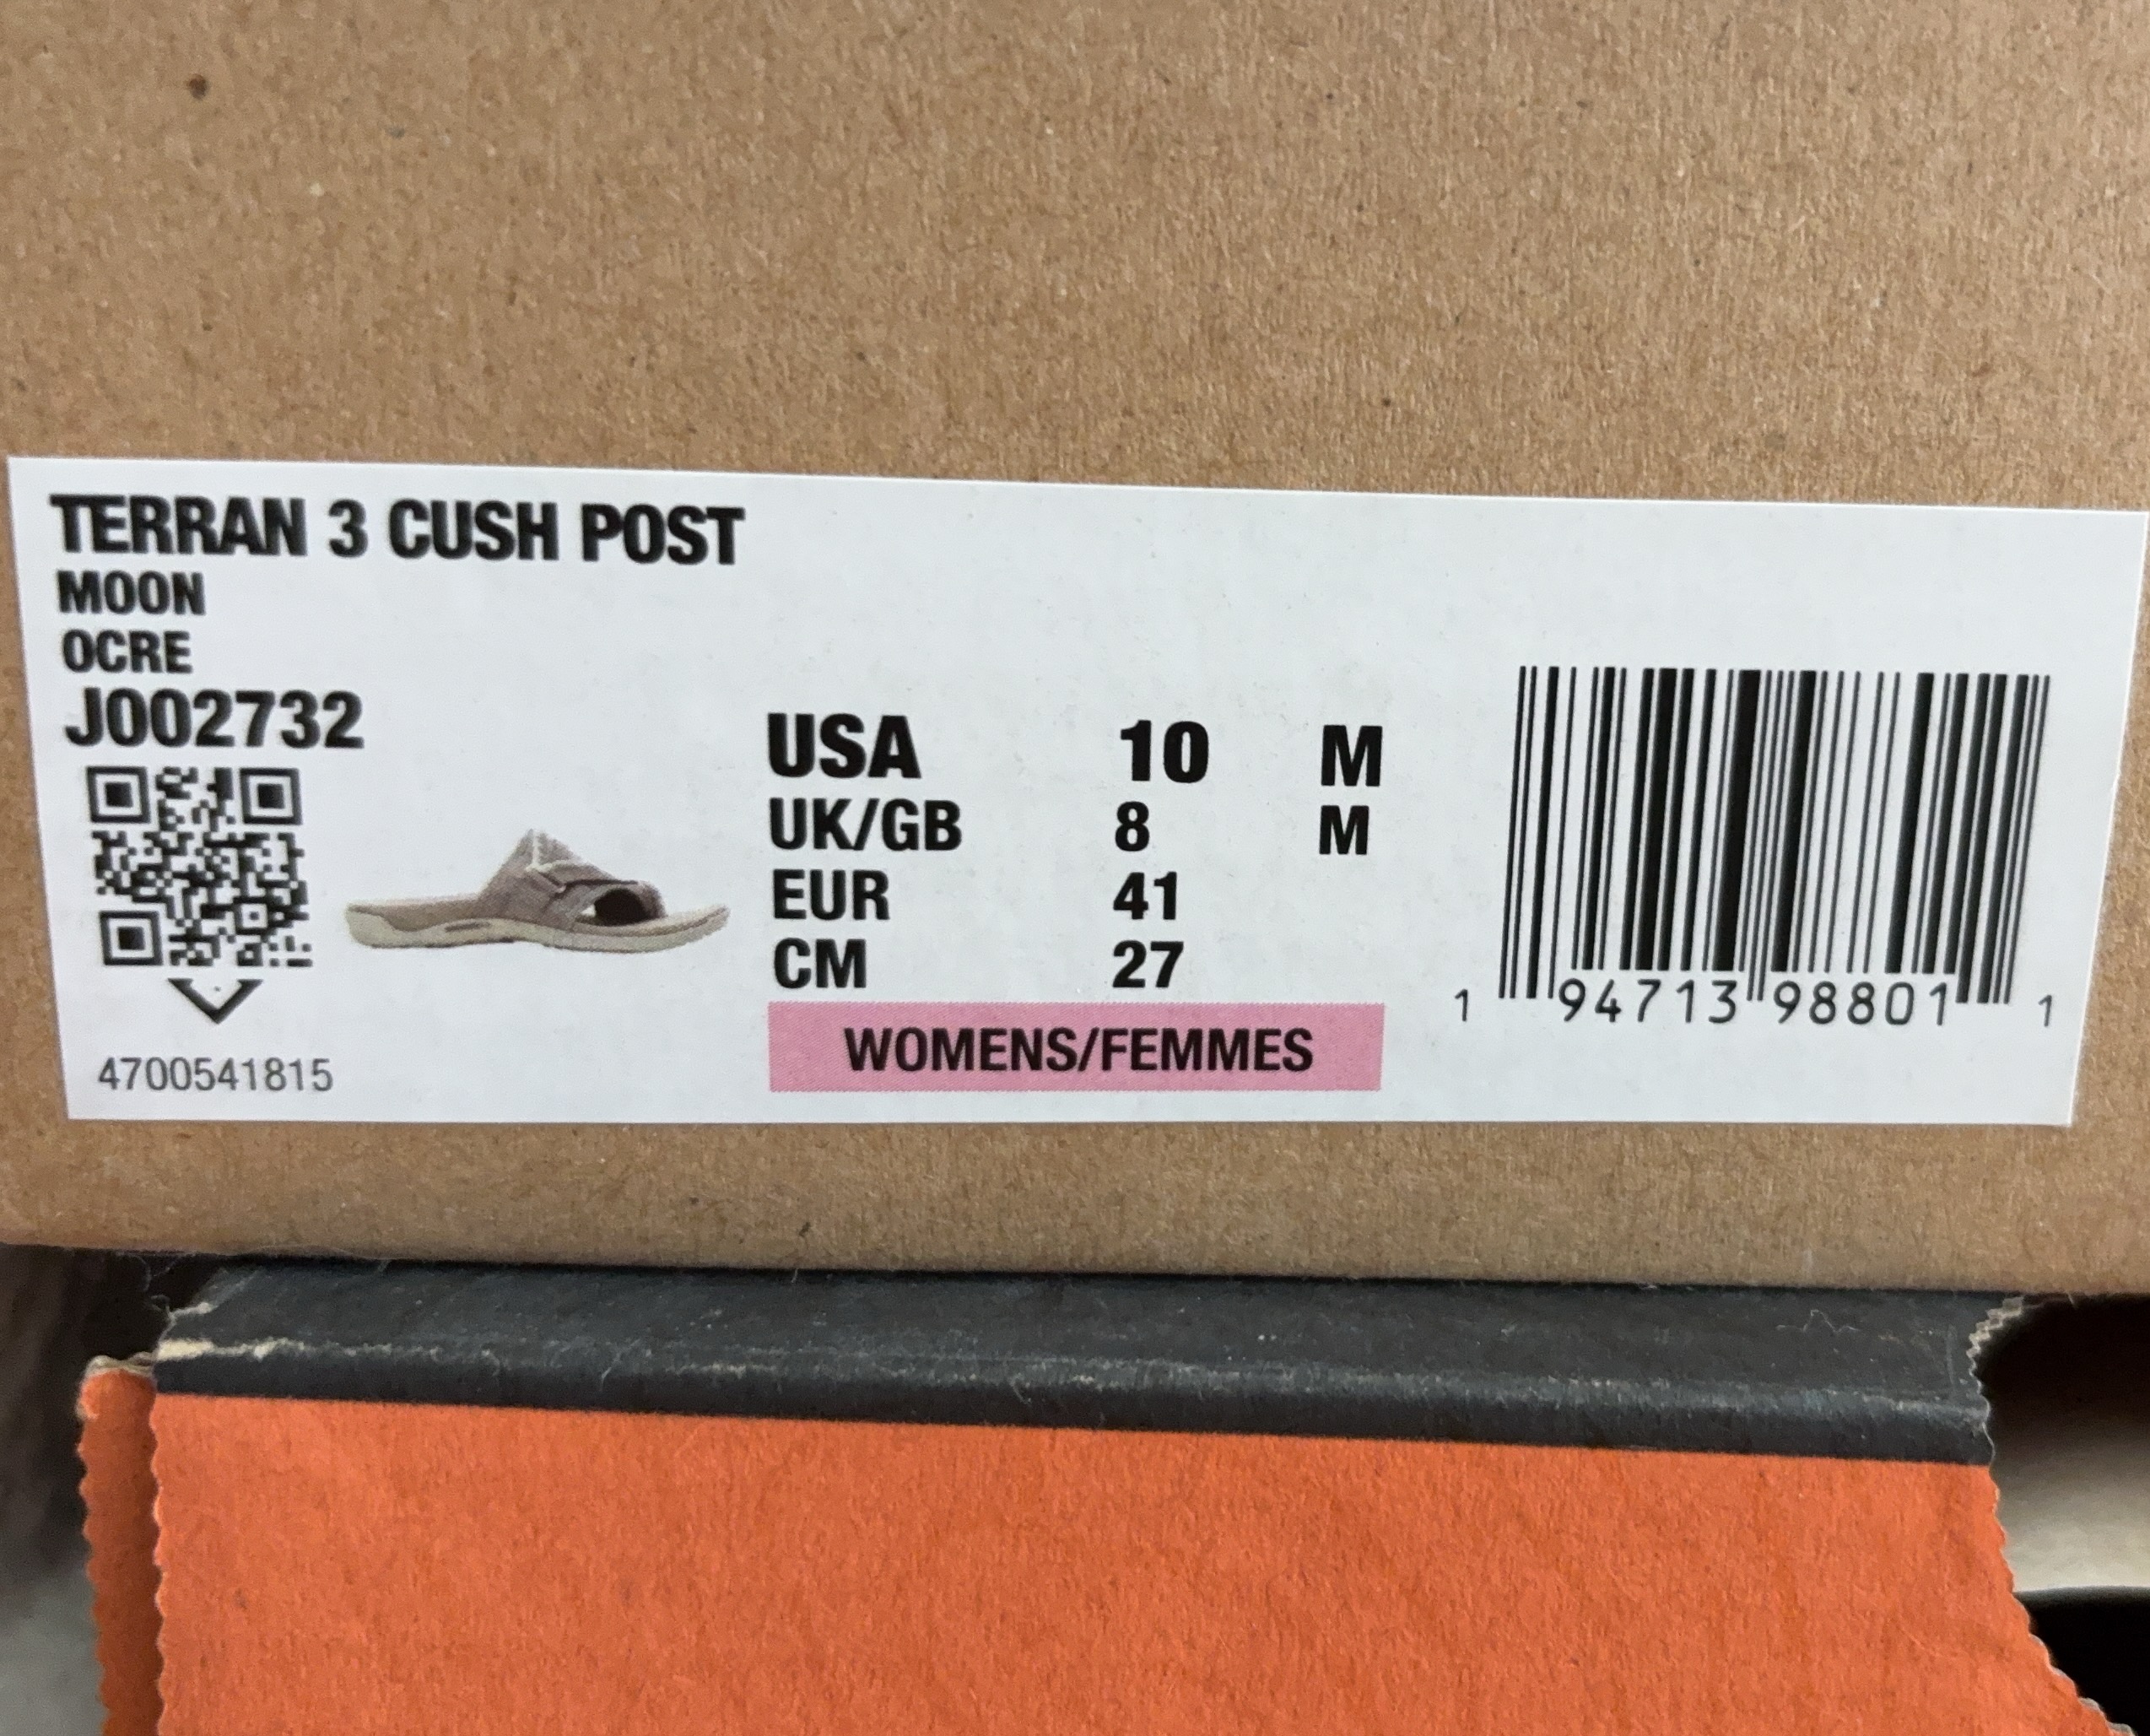 TERRAN 3 CUSH POST
MOON
OCRE
J002732
4700541815
USA 10 M
UK/GB 8 M
EUR 41
CM 27
WOMENS/FEMMES
1 94713 98801 1